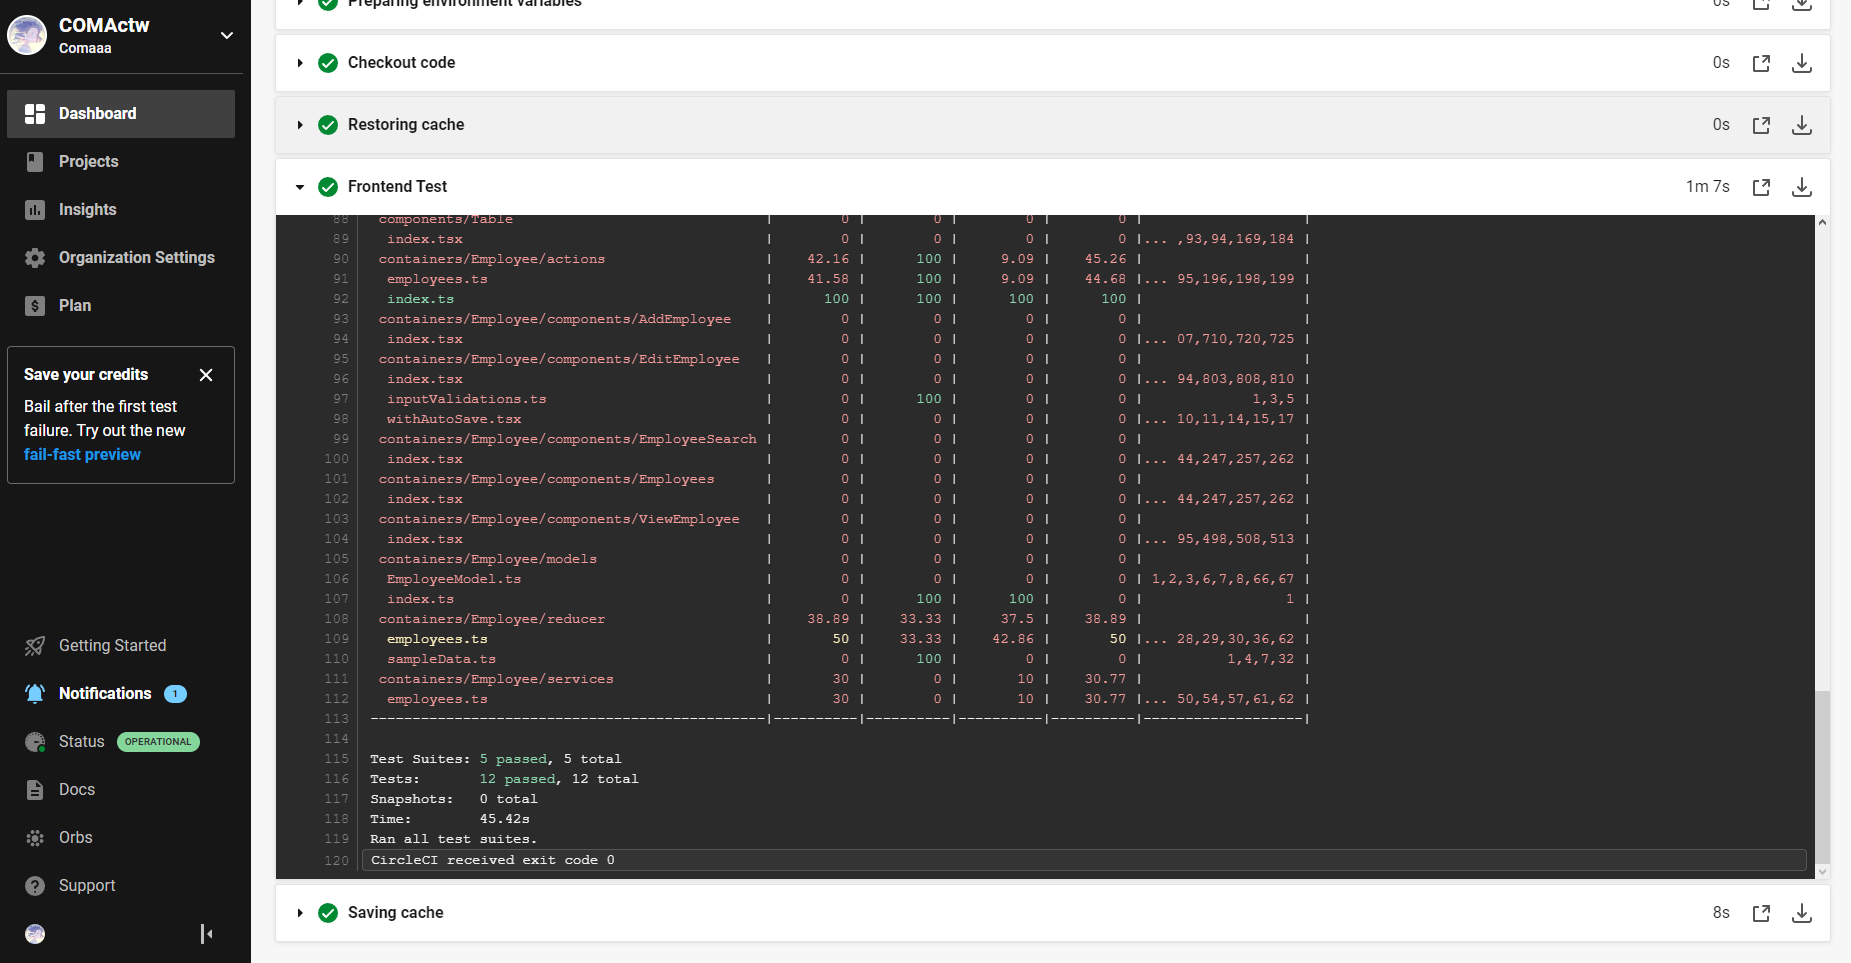 COMActw
Comaaa
Dashboard
Projects
Insights
Organization Settings
Plan
Save your credits
Bail after the first test
failure. Try out the new
fail-fast preview
Getting Started
Notifications 1
Status OPERATIONAL
Docs
Orbs
Support
Preparing environment variables 0s
Checkout code 0s
Restoring cache 0s
Frontend Test 1m 7s
88 components/Table | 0 | 0 | 0 | 0 | |
89 index.tsx | 0 | 0 | 0 | 0 |... ,93,94,169,184 |
90 containers/Employee/actions | 42.16 | 100 | 9.09 | 45.26 | |
91 employees.ts | 41.58 | 100 | 9.09 | 44.68 |... 95,196,198,199 |
92 index.ts | 100 | 100 | 100 | 100 | |
93 containers/Employee/components/AddEmployee | 0 | 0 | 0 | 0 | |
94 index.tsx | 0 | 0 | 0 | 0 |... 07,710,720,725 |
95 containers/Employee/components/EditEmployee | 0 | 0 | 0 | 0 | |
96 index.tsx | 0 | 0 | 0 | 0 |... 94,803,808,810 |
97 inputValidations.ts | 0 | 100 | 0 | 0 | 1,3,5 |
98 withAutoSave.tsx | 0 | 0 | 0 | 0 |... 10,11,14,15,17 |
99 containers/Employee/components/EmployeeSearch | 0 | 0 | 0 | 0 | |
100 index.tsx | 0 | 0 | 0 | 0 |... 44,247,257,262 |
101 containers/Employee/components/Employees | 0 | 0 | 0 | 0 | |
102 index.tsx | 0 | 0 | 0 | 0 |... 44,247,257,262 |
103 containers/Employee/components/ViewEmployee | 0 | 0 | 0 | 0 | |
104 index.tsx | 0 | 0 | 0 | 0 |... 95,498,508,513 |
105 containers/Employee/models | 0 | 0 | 0 | 0 | |
106 EmployeeModel.ts | 0 | 0 | 0 | 0 | 1,2,3,6,7,8,66,67 |
107 index.ts | 0 | 100 | 100 | 0 | 1 |
108 containers/Employee/reducer | 38.89 | 33.33 | 37.5 | 38.89 | |
109 employees.ts | 50 | 33.33 | 42.86 | 50 |... 28,29,30,36,62 |
110 sampleData.ts | 0 | 100 | 0 | 0 | 1,4,7,32 |
111 containers/Employee/services | 30 | 0 | 10 | 30.77 | |
112 employees.ts | 30 | 0 | 10 | 30.77 |... 50,54,57,61,62 |
113 -----------------------------------------------|----------|----------|----------|----------|-------------------|
114
115 Test Suites: 5 passed, 5 total
116 Tests: 12 passed, 12 total
117 Snapshots: 0 total
118 Time: 45.42s
119 Ran all test suites.
120 CircleCI received exit code 0
Saving cache 8s